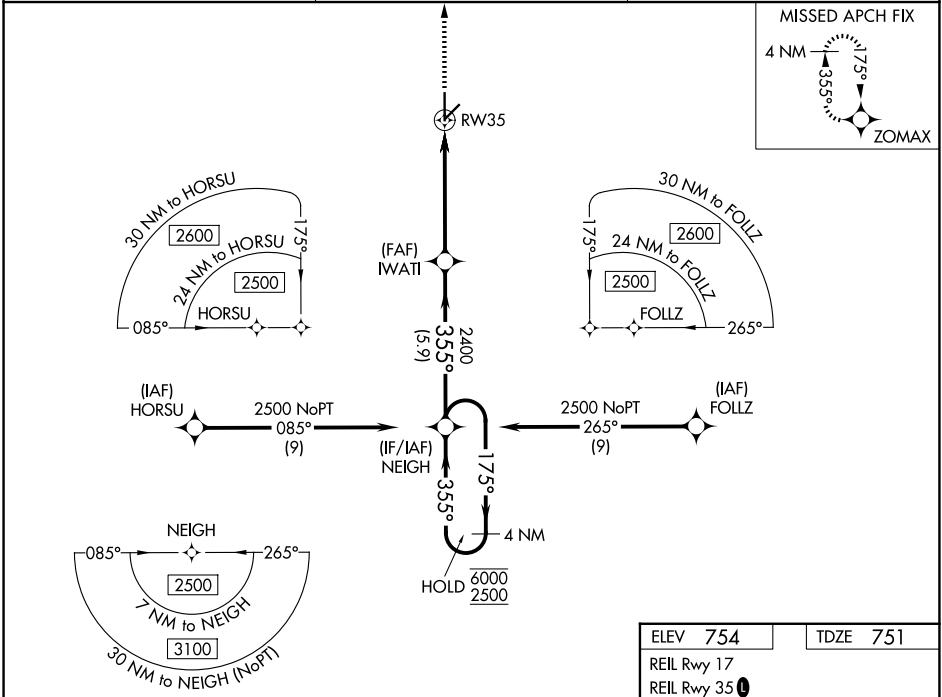 MISSED APCH FIX
4 NM
175°
355°
ZOMAX
RW35
30 NM to HORSU
2600
24 NM to HORSU
2500
175°
HORSU
085°
30 NM to FOLLZ
2600
24 NM to FOLLZ
2500
175°
FOLLZ
265°
(FAF)
IWATI
2400
355°
(5.9)
(IAF)
HORSU
2500 NoPT
085°
(9)
(IF/IAF)
NEIGH
2500 NoPT
265°
(9)
(IAF)
FOLLZ
355°
175°
4 NM
HOLD
6000
2500
NEIGH
085°
265°
2500
7 NM to NEIGH
3100
30 NM to NEIGH (NoPT)
ELEV 754
TDZE 751
REIL Rwy 17
REIL Rwy 35 L